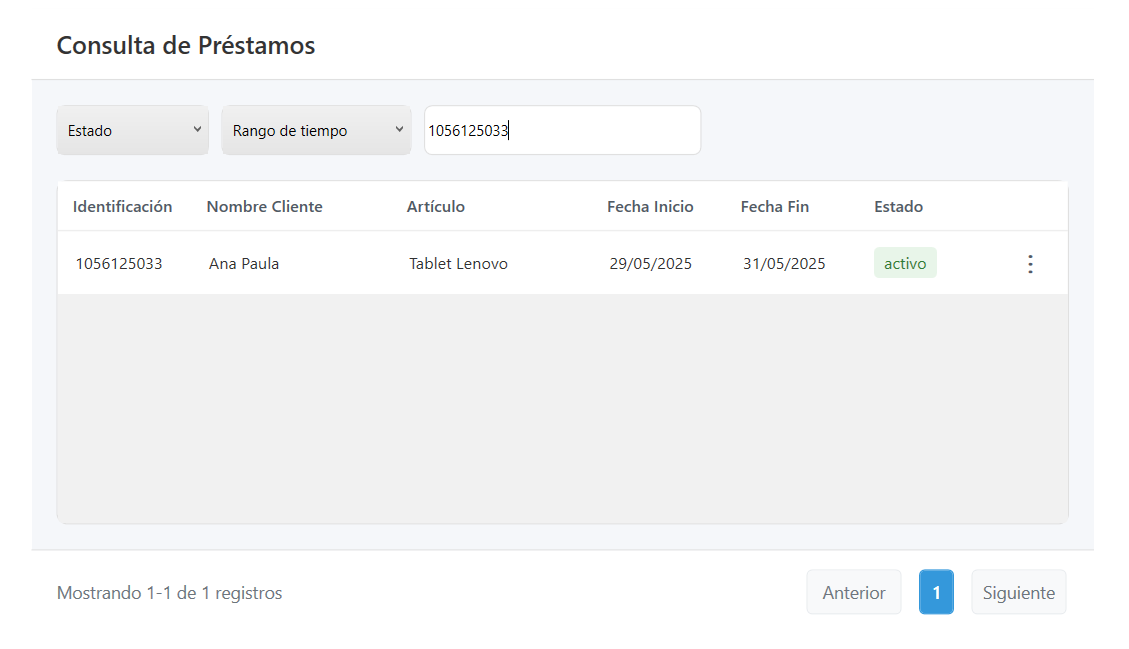 Consulta de Préstamos
Estado Rango de tiempo 1056125033
Identificación Nombre Cliente Artículo Fecha Inicio Fecha Fin Estado
1056125033 Ana Paula Tablet Lenovo 29/05/2025 31/05/2025 activo
Mostrando 1-1 de 1 registros Anterior 1 Siguiente